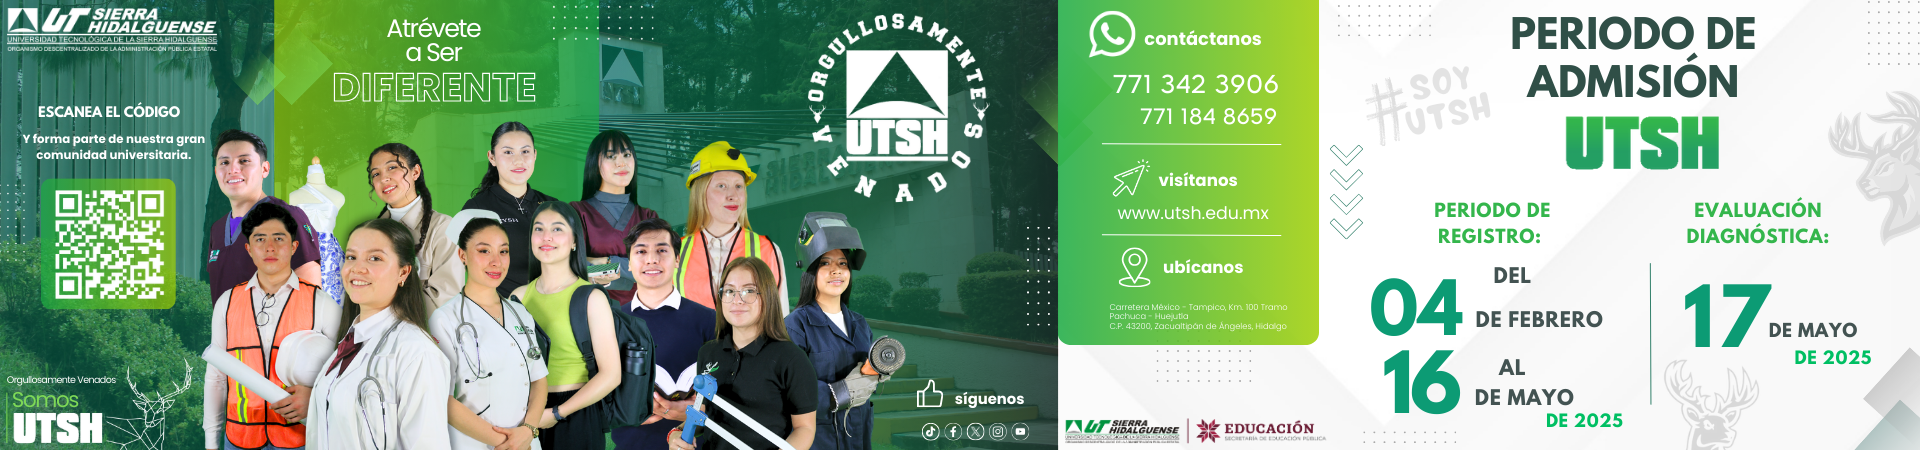 UT SIERRA
HIDALGUENSE
UNIVERSIDAD TECNOLÓGICA DE LA SIERRA HIDALGUENSE
ORGANISMO DESCENTRALIZADO DE LA ADMINISTRACIÓN PÚBLICA ESTATAL
ESCANEA EL CÓDIGO
Y forma parte de nuestra gran
comunidad universitaria.
Orgullosamente Venados
Somos
UTSH
Atrévete
a Ser
DIFERENTE
ORGULLOSAMENTE
UTSH
VENADOS
síguenos
contáctanos
771 342 3906
771 184 8659
visítanos
www.utsh.edu.mx
ubícanos
Carretera México - Tampico, Km. 100 Tramo
Pachuca - Huejutla
C.P. 43200, Zacualtipán de Ángeles, Hidalgo
UT SIERRA
HIDALGUENSE
EDUCACIÓN
SECRETARÍA DE EDUCACIÓN PÚBLICA
#SOY
UTSH
PERIODO DE
ADMISIÓN
UTSH
PERIODO DE
REGISTRO:
DEL
04 DE FEBRERO
AL
16 DE MAYO
DE 2025
EVALUACIÓN
DIAGNÓSTICA:
17 DE MAYO
DE 2025